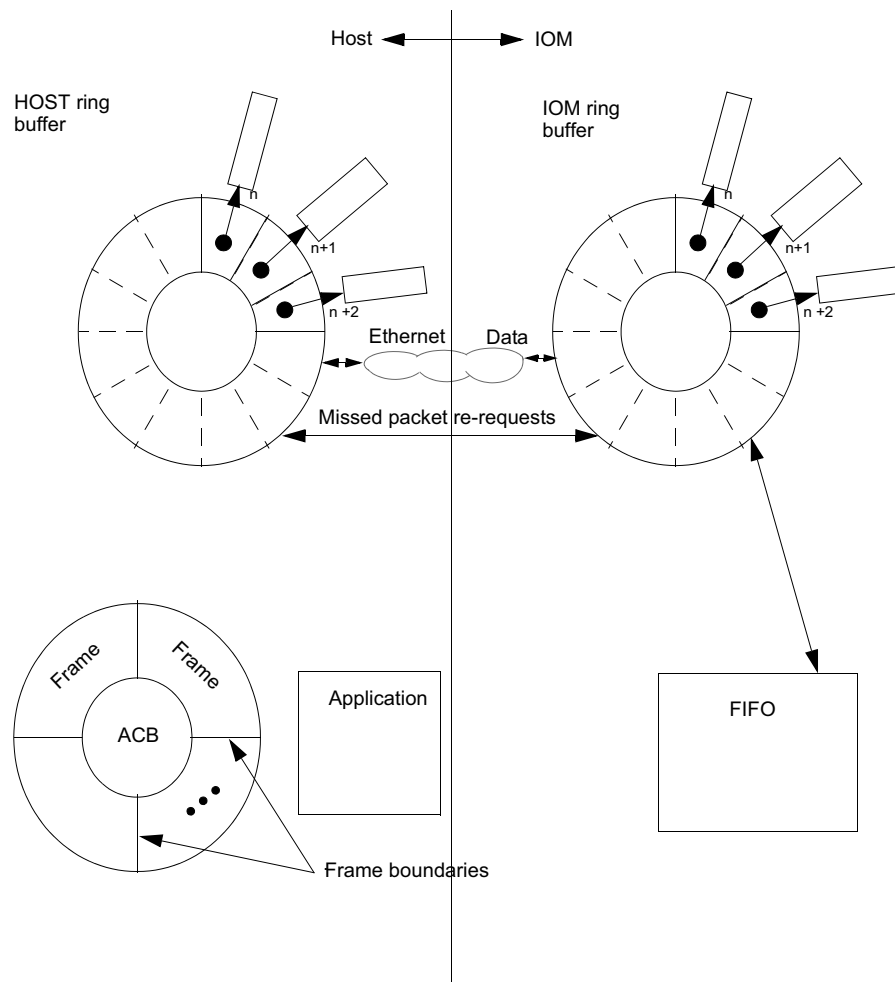 Host
IOM
HOST ring
buffer
IOM ring
buffer
n
n+1
n +2
n
n+1
n +2
Ethernet
Data
Missed packet re-requests
Frame
Frame
ACB
Application
FIFO
Frame boundaries